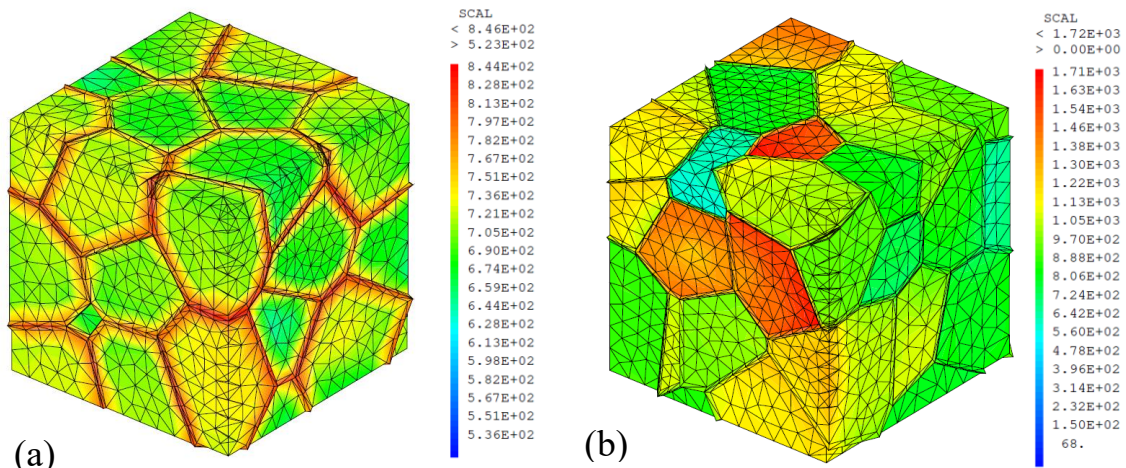 SCAL
< 8.46E+02
> 5.23E+02
8.44E+02
8.28E+02
8.13E+02
7.97E+02
7.82E+02
7.67E+02
7.51E+02
7.36E+02
7.21E+02
7.05E+02
6.90E+02
6.74E+02
6.59E+02
6.44E+02
6.28E+02
6.13E+02
5.98E+02
5.82E+02
5.67E+02
5.51E+02
5.36E+02
(a)
SCAL
< 1.72E+03
> 0.00E+00
1.71E+03
1.63E+03
1.54E+03
1.46E+03
1.38E+03
1.30E+03
1.22E+03
1.13E+03
1.05E+03
9.70E+02
8.88E+02
8.06E+02
7.24E+02
6.42E+02
5.60E+02
4.78E+02
3.96E+02
3.14E+02
2.32E+02
1.50E+02
68.
(b)